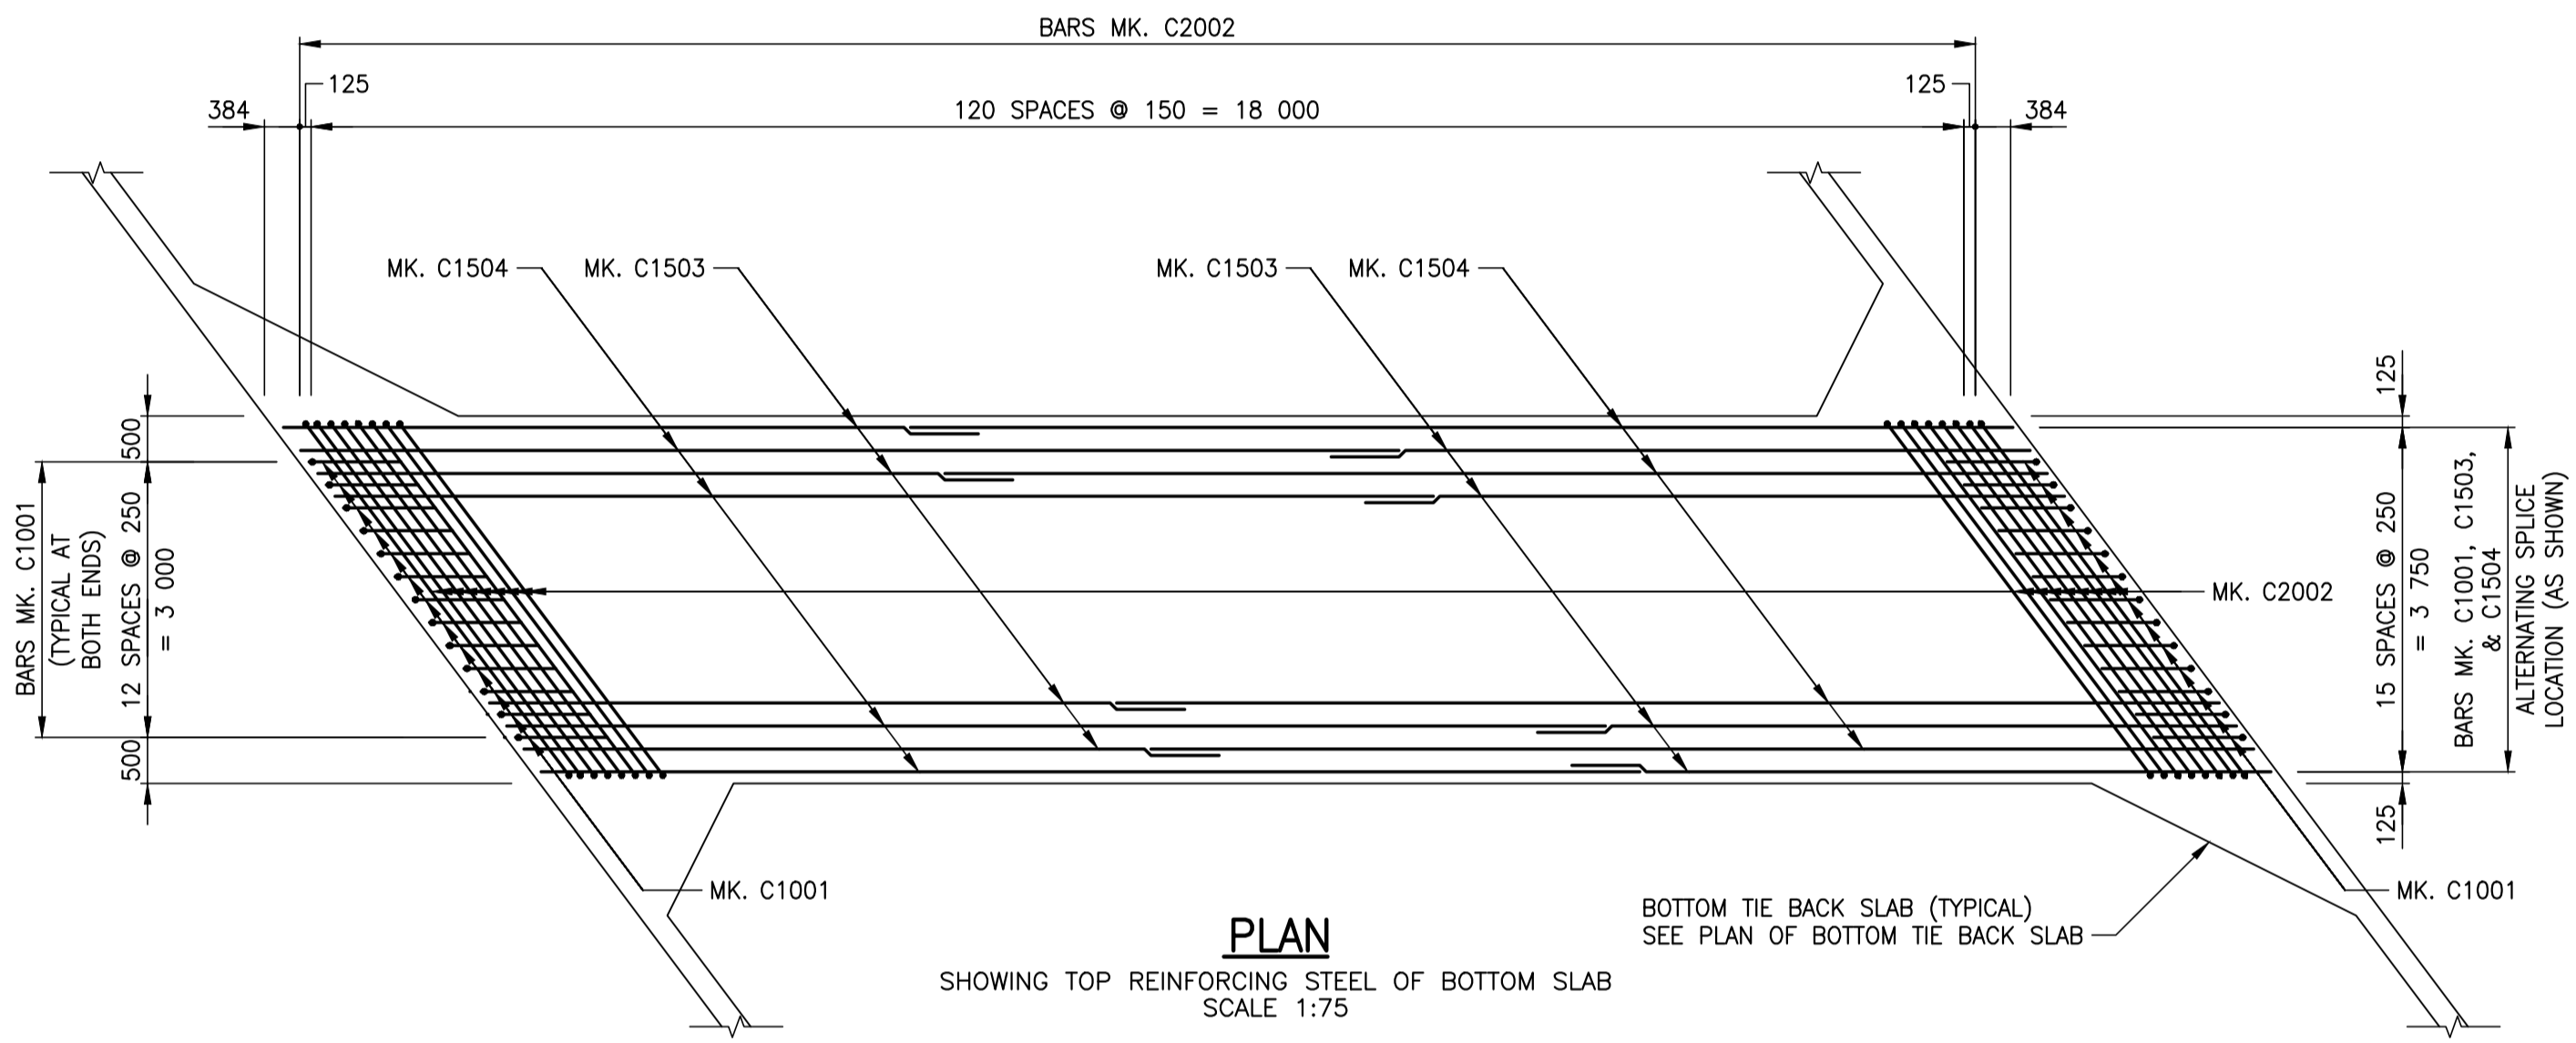 BARS MK. C2002
125
125
384
120 SPACES @ 150 = 18 000
384
MK. C1504
MK. C1503
MK. C1503
MK. C1504
500
BARS MK. C1001
(TYPICAL AT
BOTH ENDS)
12 SPACES @ 250
= 3 000
500
125
15 SPACES @ 250
= 3 750
BARS MK. C1001, C1503,
& C1504
ALTERNATING SPLICE
LOCATION (AS SHOWN)
125
MK. C2002
MK. C1001
MK. C1001
BOTTOM TIE BACK SLAB (TYPICAL)
SEE PLAN OF BOTTOM TIE BACK SLAB
PLAN
SHOWING TOP REINFORCING STEEL OF BOTTOM SLAB
SCALE 1:75